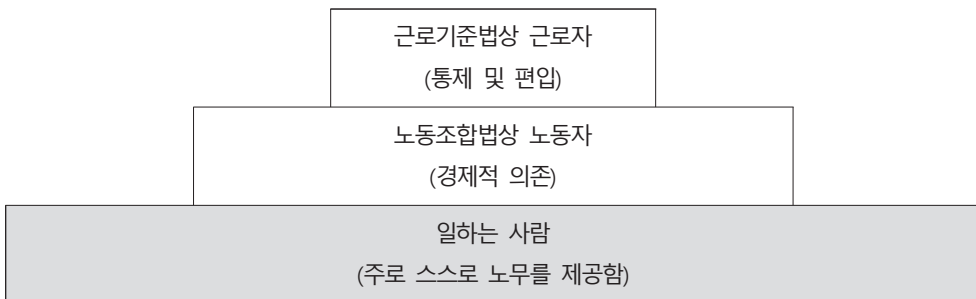 근로기준법상 근로자
(통제 및 편입)
노동조합법상 노동자
(경제적 의존)
일하는 사람
(주로 스스로 노무를 제공함)